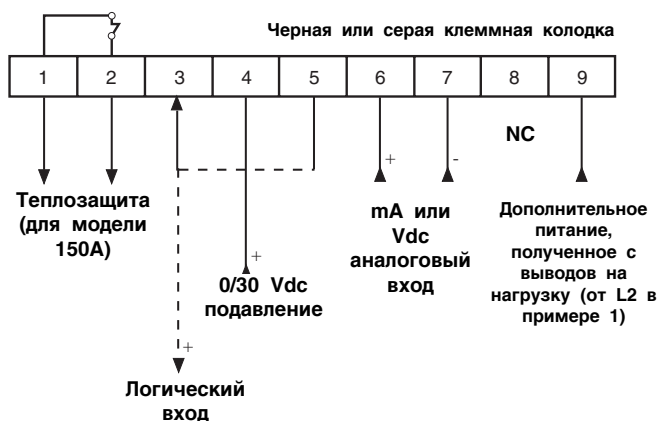 Черная или серая клеммная колодка
1 2 3 4 5 6 7 8 9
NC
+ -
Теплозащита
(для модели
150А)
+
0/30 Vdc
подавление
mA или
Vdc
аналоговый
вход
Дополнительное
питание,
полученное с
выводов на
нагрузку (от L2 в
примере 1)
+
Логический
вход